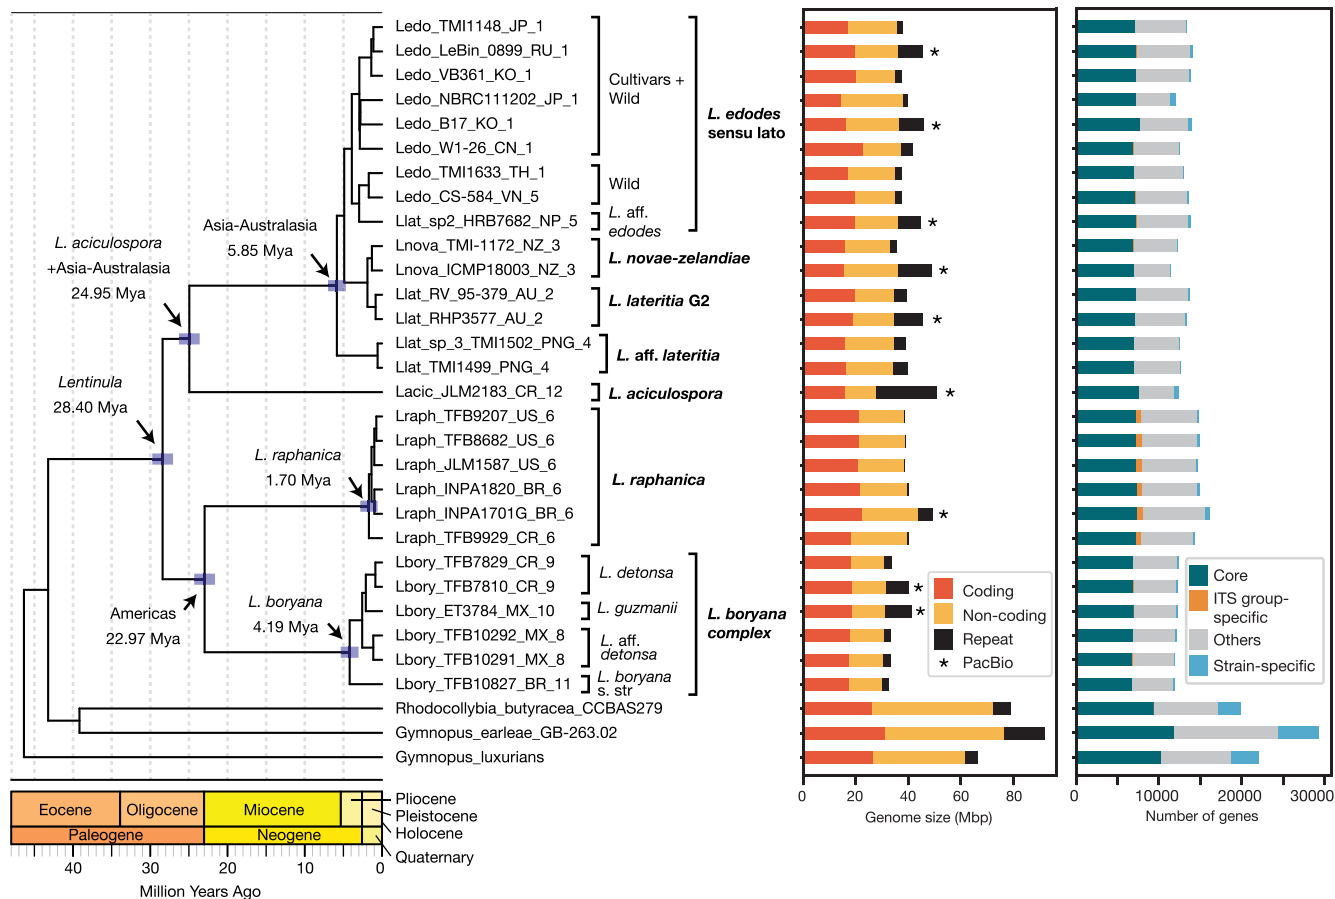 Ledo_TMI1148_JP_1
Ledo_LeBin_0899_RU_1
Ledo_VB361_KO_1
Ledo_NBRC111202_JP_1
Ledo_B17_KO_1
Ledo_W1-26_CN_1
Ledo_TMI1633_TH_1
Ledo_CS-584_VN_5
Llat_sp2_HRB7682_NP_5
Lnova_TMI-1172_NZ_3
Lnova_ICMP18003_NZ_3
Llat_RV_95-379_AU_2
Llat_RHP3577_AU_2
Llat_sp_3_TMI1502_PNG_4
Llat_TMI1499_PNG_4
Lacic_JLM2183_CR_12
Lraph_TFB9207_US_6
Lraph_TFB8682_US_6
Lraph_JLM1587_US_6
Lraph_INPA1820_BR_6
Lraph_INPA1701G_BR_6
Lraph_TFB9929_CR_6
Lbory_TFB7829_CR_9
Lbory_TFB7810_CR_9
Lbory_ET3784_MX_10
Lbory_TFB10292_MX_8
Lbory_TFB10291_MX_8
Lbory_TFB10827_BR_11
Rhodocollybia_butyracea_CCBAS279
Gymnopus_earleae_GB-263.02
Gymnopus_luxurians
Cultivars +
Wild
Wild
L. aff.
edodes
L. edodes
sensu lato
L. novae-zelandiae
L. lateritia G2
L. aff. lateritia
L. aciculospora
L. raphanica
L. detonsa
L. guzmanii
L. aff.
detonsa
L. boryana
s. str
L. boryana
complex
Asia-Australasia
5.85 Mya
L. aciculospora
+Asia-Australasia
24.95 Mya
Lentinula
28.40 Mya
L. raphanica
1.70 Mya
Americas
22.97 Mya
L. boryana
4.19 Mya
Eocene
Oligocene
Miocene
Pliocene
Pleistocene
Holocene
Paleogene
Neogene
Quaternary
40
30
20
10
0
Million Years Ago
*
*
*
*
*
*
*
*
*
Coding
Non-coding
Repeat
* PacBio
0
20
40
60
80
Genome size (Mbp)
Core
ITS group-
specific
Others
Strain-specific
0
10000
20000
30000
Number of genes